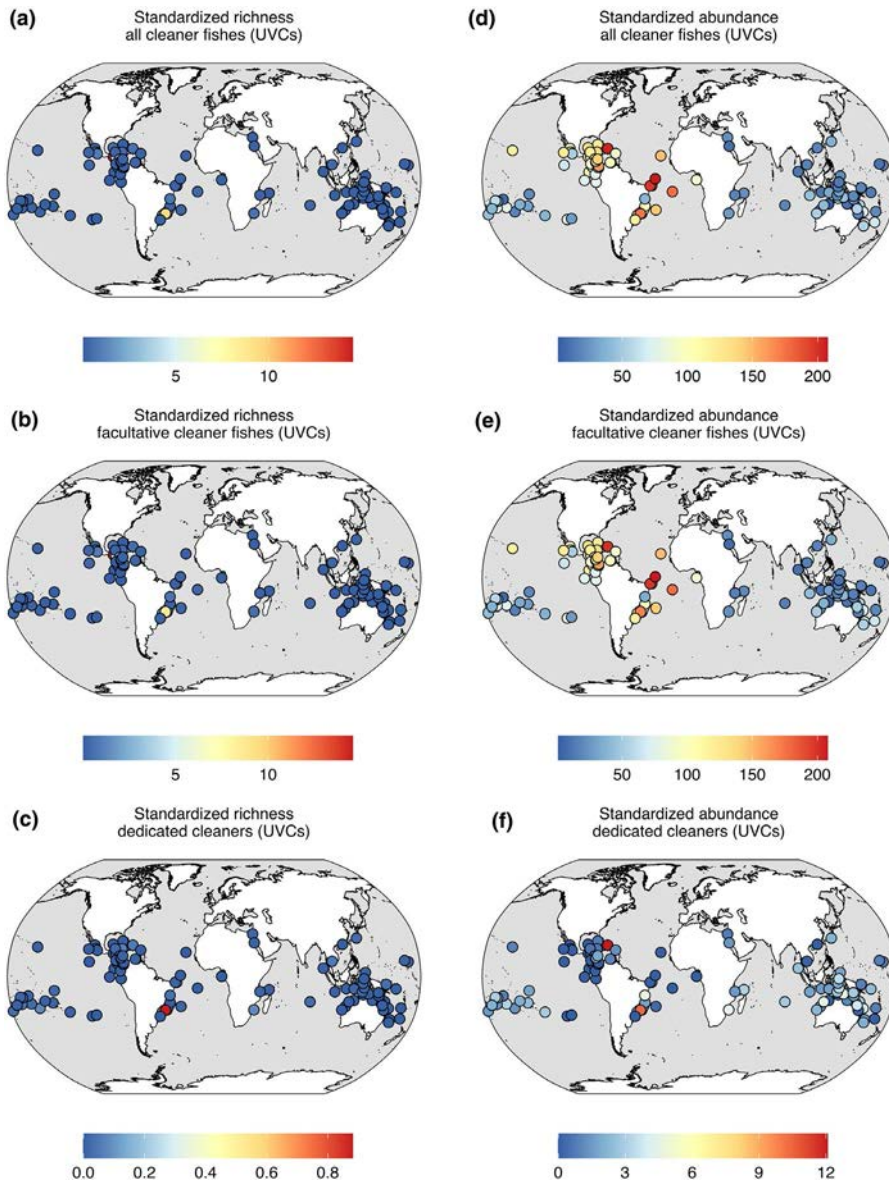 (a)
Standardized richness
all cleaner fishes (UVCs)
5 10
(d)
Standardized abundance
all cleaner fishes (UVCs)
50 100 150 200
(b)
Standardized richness
facultative cleaner fishes (UVCs)
5 10
(e)
Standardized abundance
facultative cleaner fishes (UVCs)
50 100 150 200
(c)
Standardized richness
dedicated cleaners (UVCs)
0.0 0.2 0.4 0.6 0.8
(f)
Standardized abundance
dedicated cleaners (UVCs)
0 3 6 9 12